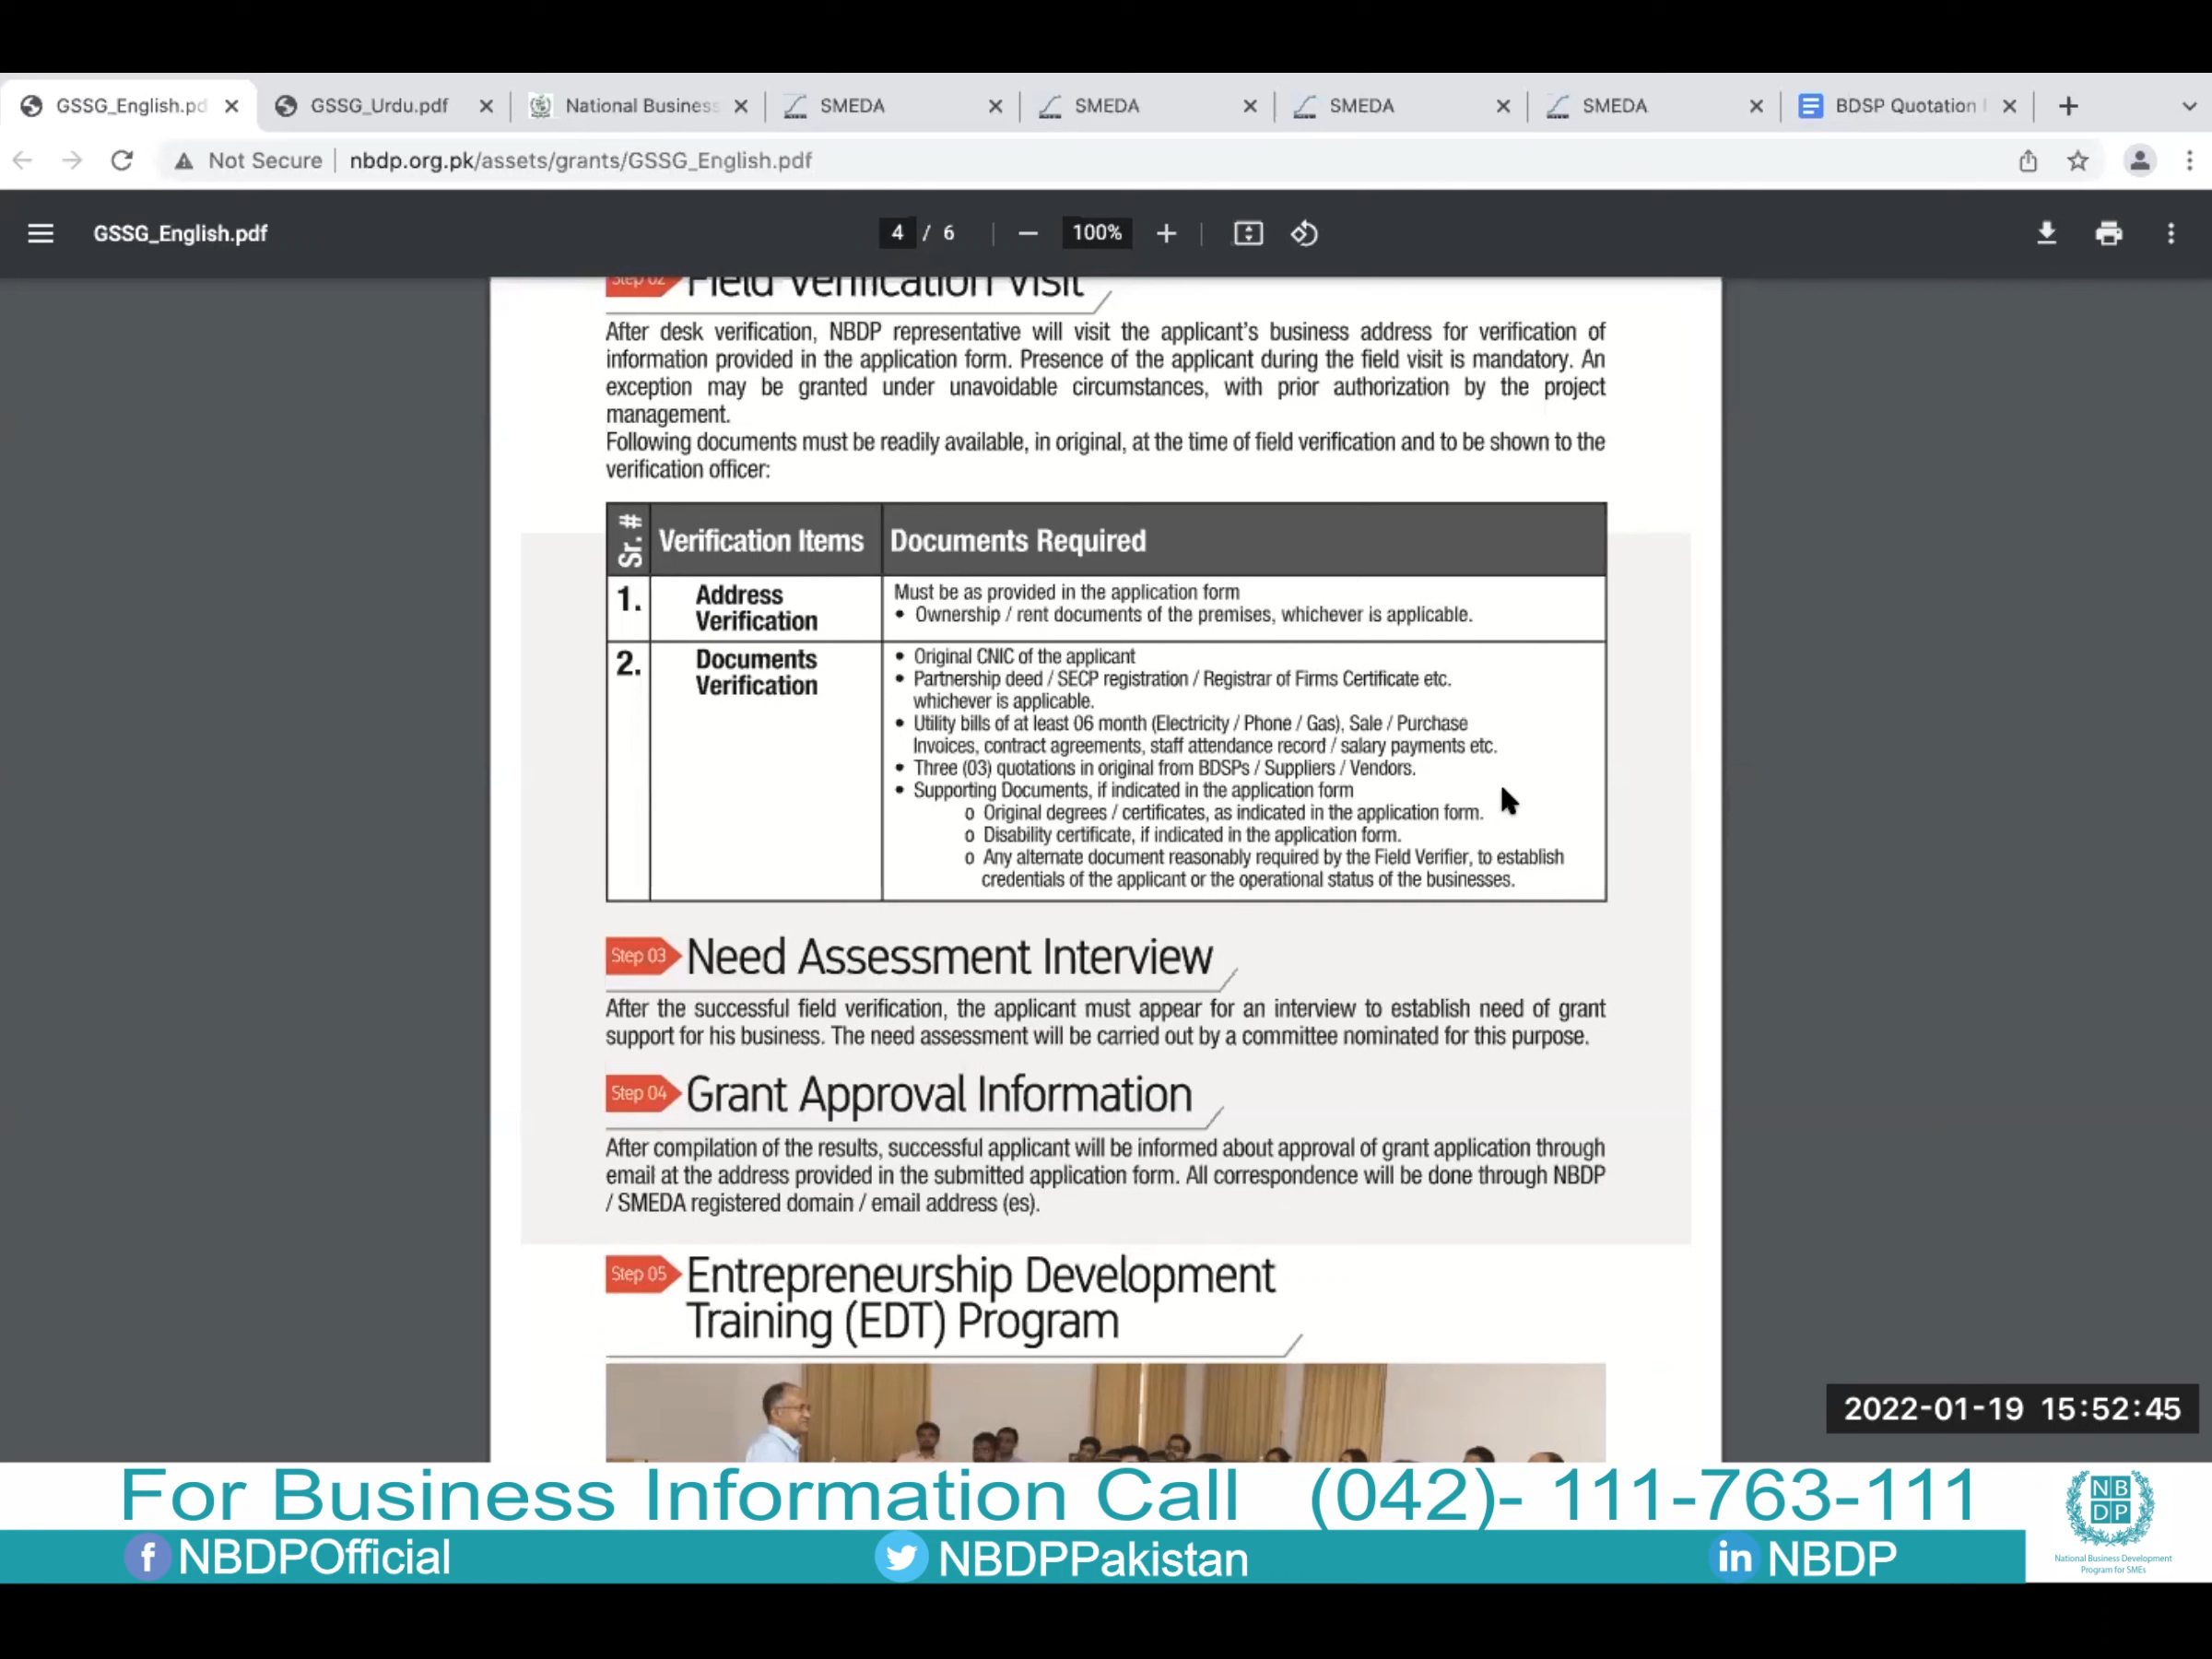 GSSG_English.pd
GSSG_Urdu.pdf
National Business
SMEDA
SMEDA
SMEDA
SMEDA
BDSP Quotation
Not Secure
nbdp.org.pk/assets/grants/GSSG_English.pdf
GSSG_English.pdf
4 / 6
100%
Step 02 Field Verification Visit
After desk verification, NBDP representative will visit the applicant's business address for verification of
information provided in the application form. Presence of the applicant during the field visit is mandatory. An
exception may be granted under unavoidable circumstances, with prior authorization by the project
management.
Following documents must be readily available, in original, at the time of field verification and to be shown to the
verification officer:
Sr. # Verification Items Documents Required
1. Address Verification
Must be as provided in the application form
• Ownership / rent documents of the premises, whichever is applicable.
2. Documents Verification
• Original CNIC of the applicant
• Partnership deed / SECP registration / Registrar of Firms Certificate etc.
whichever is applicable.
• Utility bills of at least 06 month (Electricity / Phone / Gas), Sale / Purchase
Invoices, contract agreements, staff attendance record / salary payments etc.
• Three (03) quotations in original from BDSPs / Suppliers / Vendors.
• Supporting Documents, if indicated in the application form
o Original degrees / certificates, as indicated in the application form.
o Disability certificate, if indicated in the application form.
o Any alternate document reasonably required by the Field Verifier, to establish
credentials of the applicant or the operational status of the businesses.
Step 03 Need Assessment Interview
After the successful field verification, the applicant must appear for an interview to establish need of grant
support for his business. The need assessment will be carried out by a committee nominated for this purpose.
Step 04 Grant Approval Information
After compilation of the results, successful applicant will be informed about approval of grant application through
email at the address provided in the submitted application form. All correspondence will be done through NBDP
/ SMEDA registered domain / email address (es).
Step 05 Entrepreneurship Development
Training (EDT) Program
2022-01-19 15:52:45
For Business Information Call (042)- 111-763-111
NBDPOfficial
NBDPPakistan
in NBDP
NB
DP
National Business Development
Program for SMEs